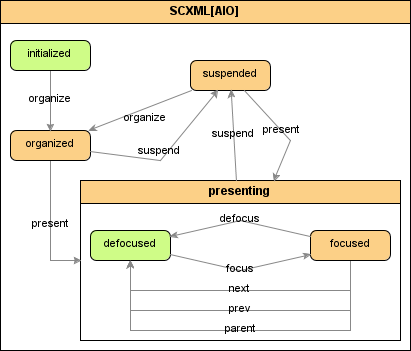 SCXML[AIO]
initialized
suspended
organize
organize
present
organized
suspend
suspend
presenting
present
defocus
defocused
focused
focus
next
prev
parent